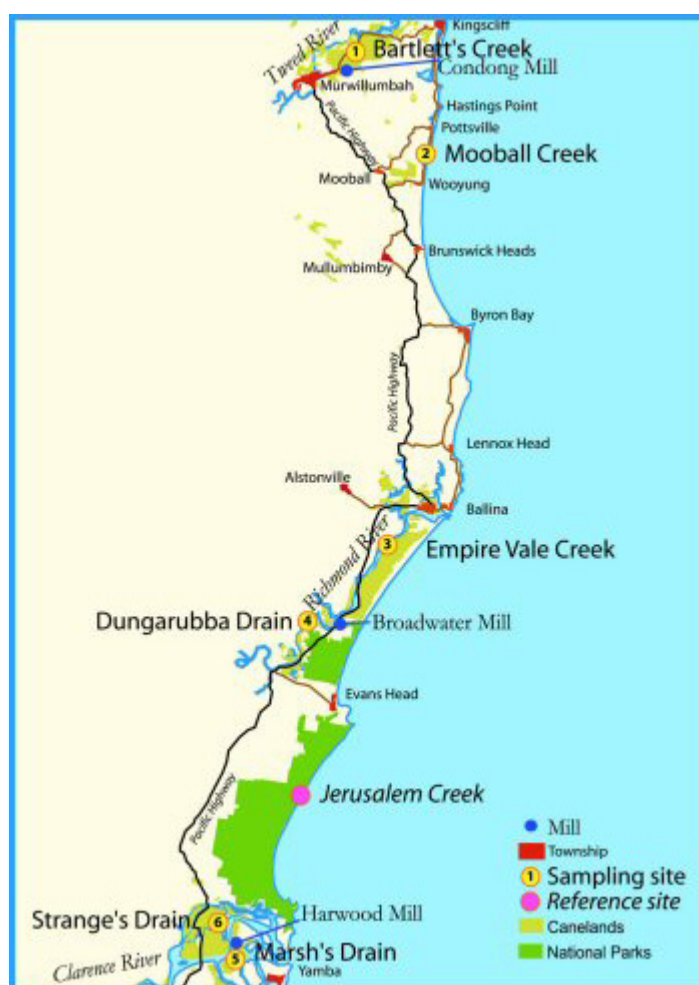 Kingscliff
Tweed River
1
Bartlett's Creek
Condong Mill
Murwillumbah
Hastings Point
Pacific Highway
Pottsville
2
Mooball Creek
Mooball
Wooyung
Brunswick Heads
Mullumbimby
Byron Bay
Pacific Highway
Lennox Head
Alstonville
Ballina
Richmond River
3
Empire Vale Creek
Dungarubba Drain
4
Broadwater Mill
Evans Head
Jerusalem Creek
Pacific Highway
Mill
Township
1
Sampling site
Reference site
Canelands
National Parks
Strange's Drain
6
Harwood Mill
Marsh's Drain
5
Clarence River
Yamba